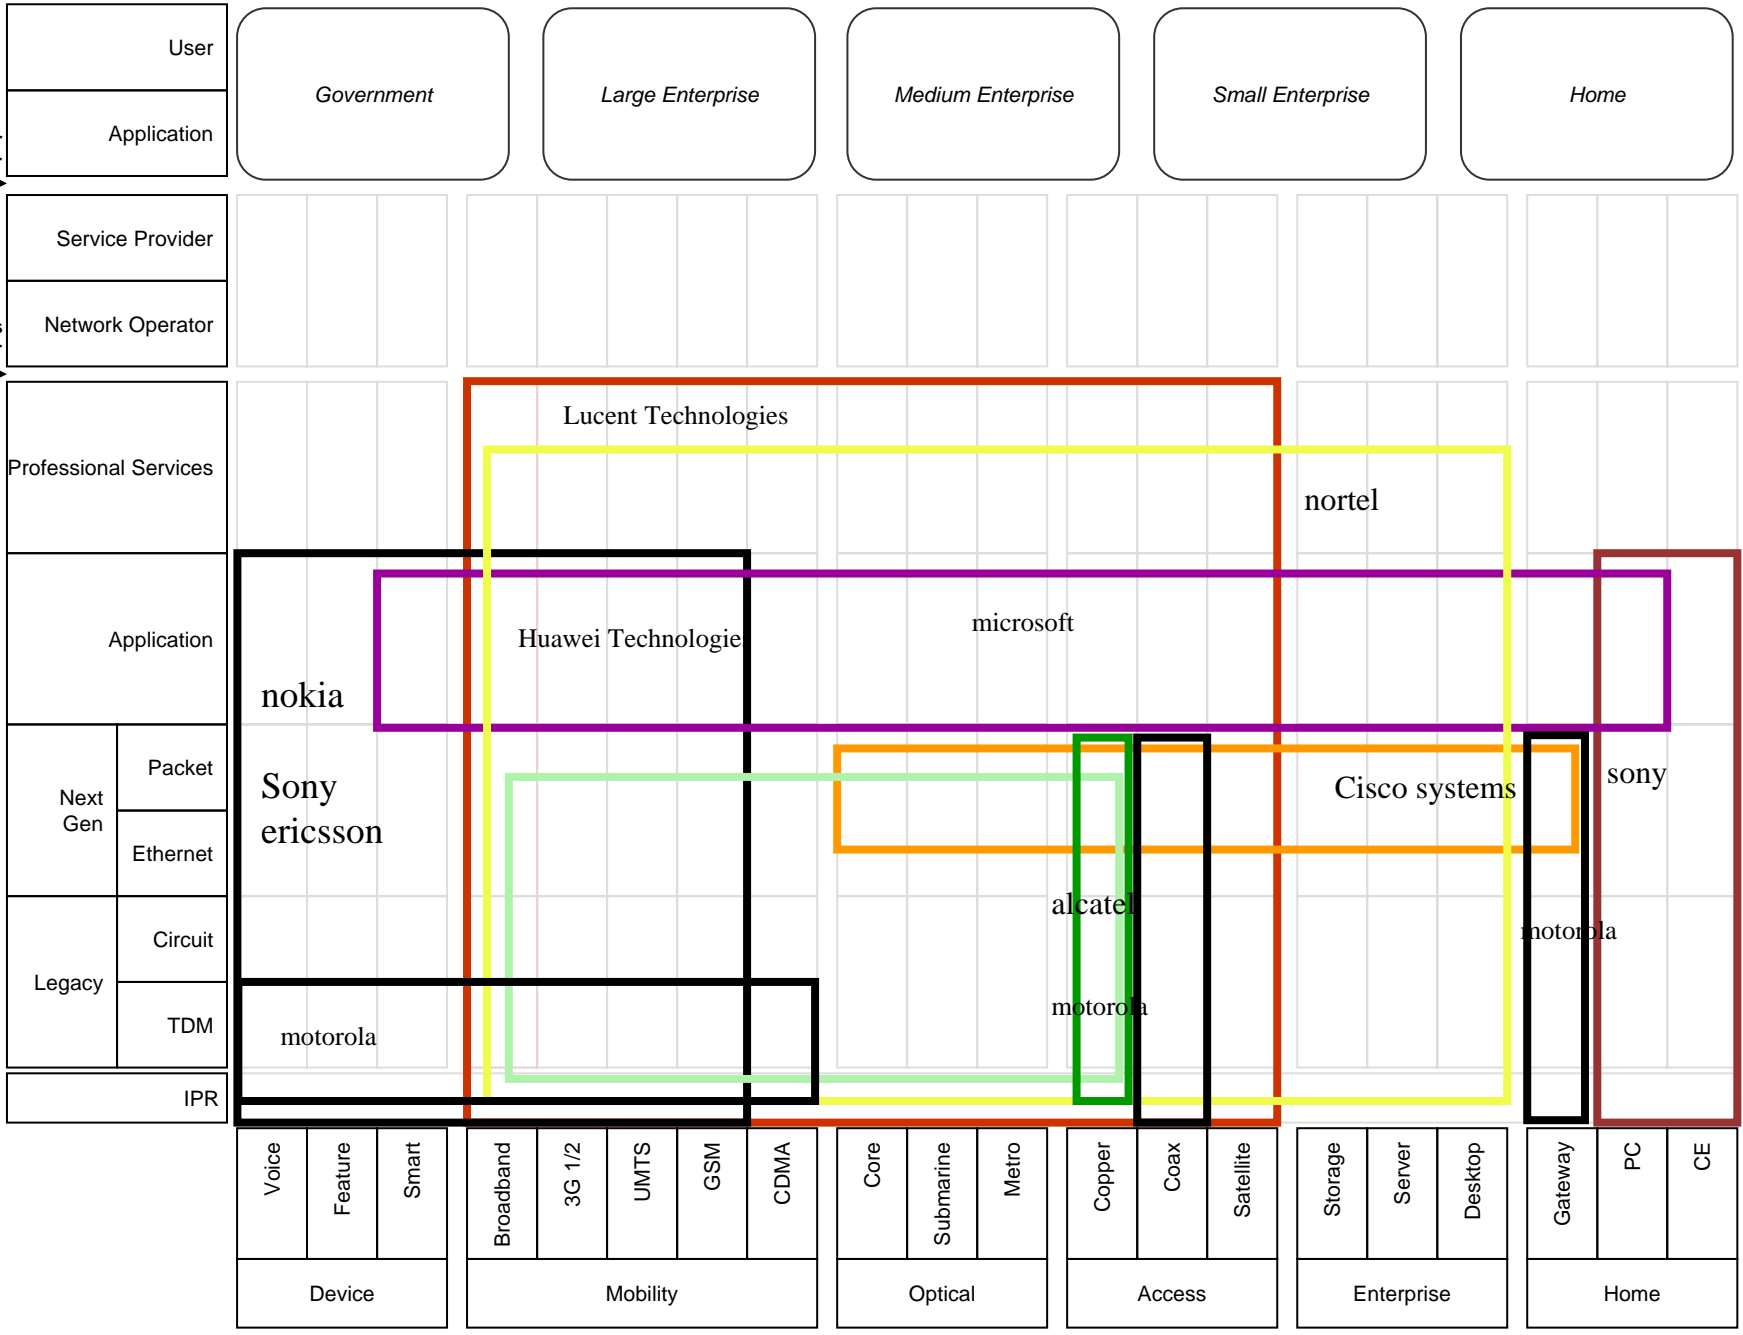 User
Government
Large Enterprise
Medium Enterprise
Small Enterprise
Home
Application
Service Provider
Network Operator
Professional Services
Lucent Technologies
nortel
Application
Huawei Technologie
microsoft
nokia
Next
Gen
Packet
Ethernet
Sony
ericsson
Cisco systems
sony
Legacy
Circuit
TDM
alcatel
motorola
motorola
motorola
IPR
Voice
Feature
Smart
Broadband
3G 1/2
UMTS
GSM
CDMA
Core
Submarine
Metro
Copper
Coax
Satellite
Storage
Server
Desktop
Gateway
PC
CE
Device
Mobility
Optical
Access
Enterprise
Home